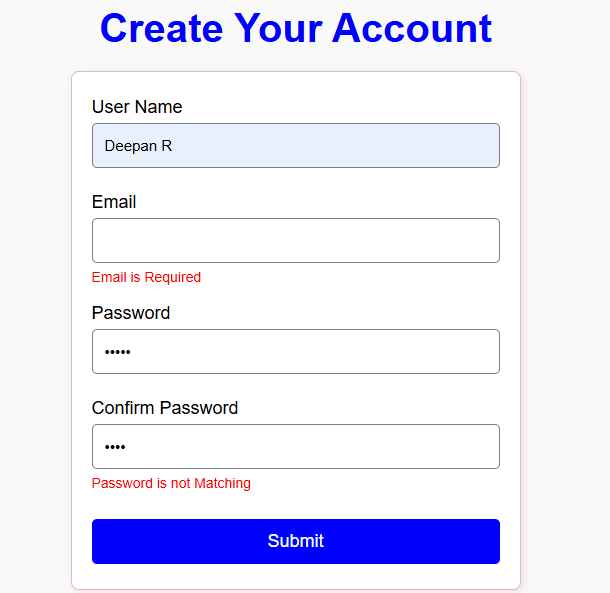 Create Your Account
User Name
Deepan R
Email
Email is Required
Password
•••••
Confirm Password
••••
Password is not Matching
Submit